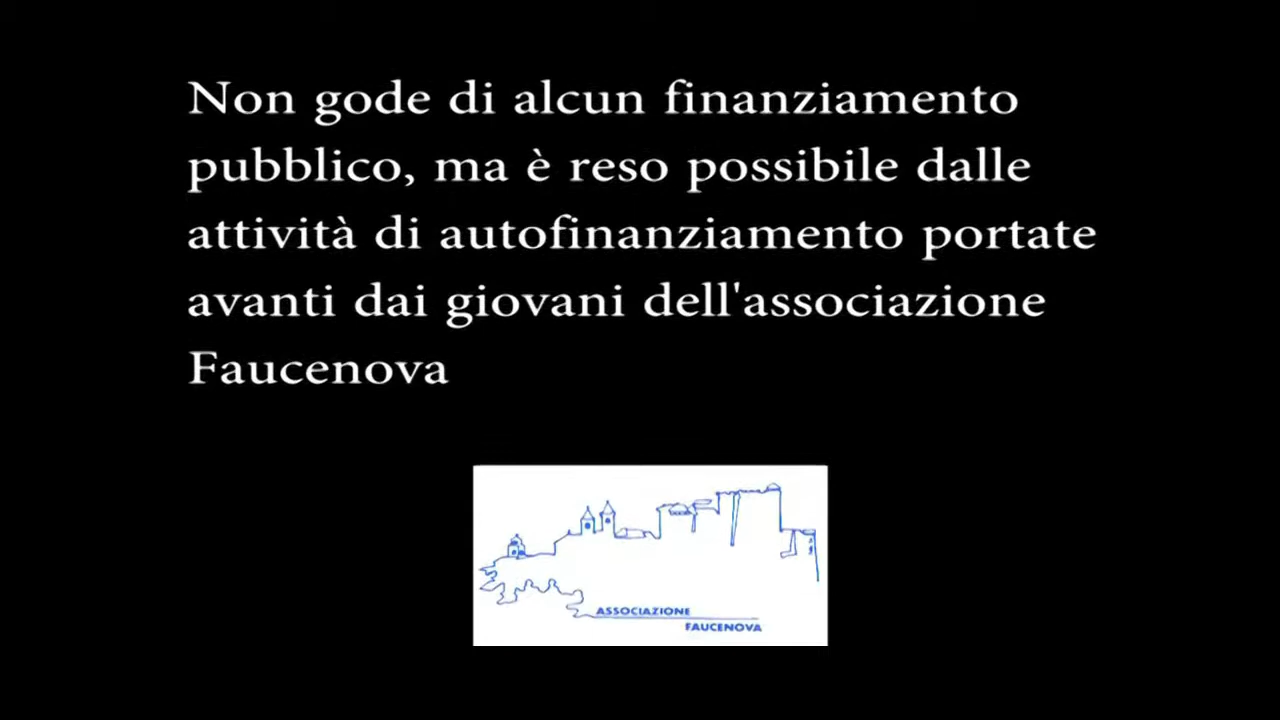 Non gode di alcun finanziamento
pubblico, ma è reso possibile dalle
attività di autofinanziamento portate
avanti dai giovani dell'associazione
Faucenova
ASSOCIAZIONE
FAUCENOVA